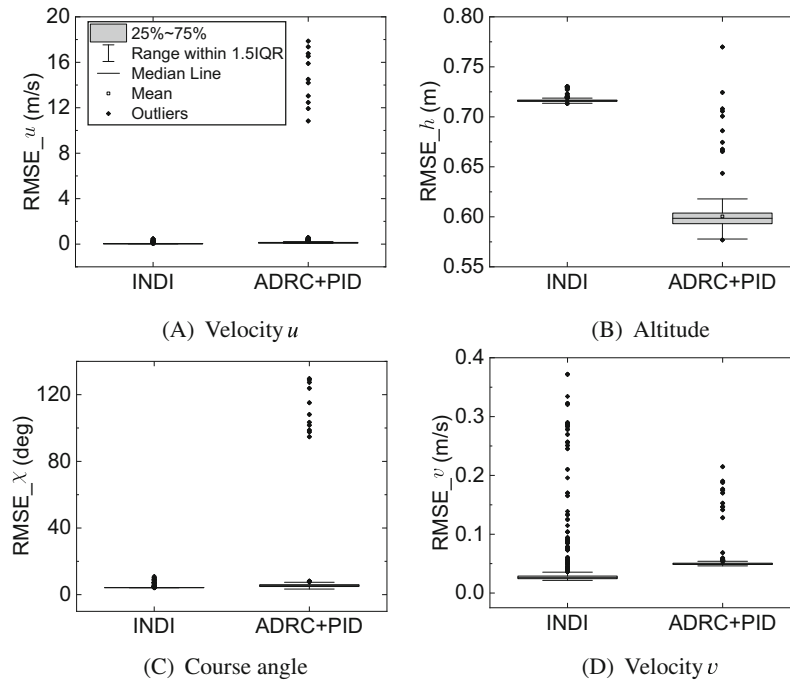 25%~75%
Range within 1.5IQR
Median Line
Mean
Outliers
RMSE_u (m/s)
20
16
12
8
4
0
INDI
ADRC+PID
(A) Velocity u
RMSE_h (m)
0.80
0.75
0.70
0.65
0.60
0.55
INDI
ADRC+PID
(B) Altitude
RMSE_χ (deg)
120
80
40
0
INDI
ADRC+PID
(C) Course angle
RMSE_v (m/s)
0.4
0.3
0.2
0.1
0.0
INDI
ADRC+PID
(D) Velocity v